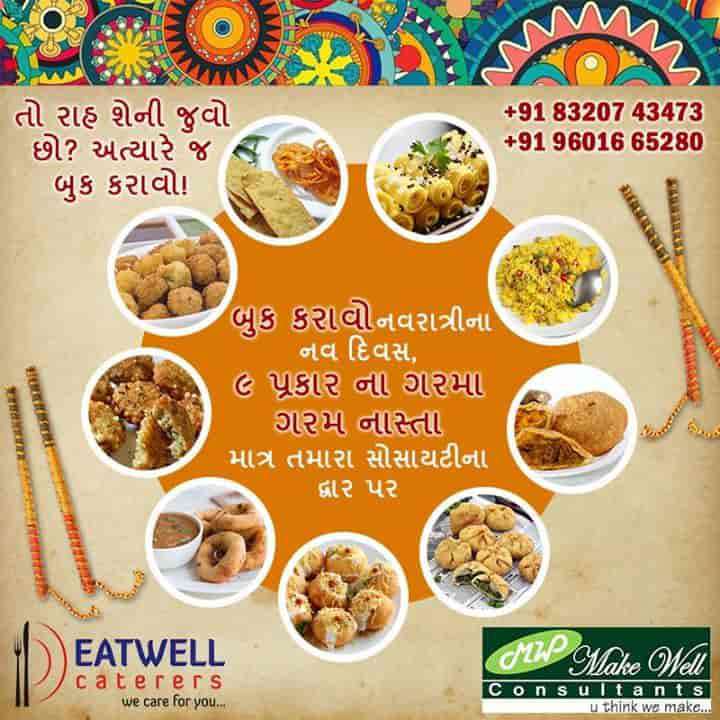 તો રાહ શેની જુવો
છો? અત્યારે જ
બુક કરાવો!
+91 83207 43473
+91 96016 65280
બુક કરાવો નવરાત્રીના
નવ દિવસ,
૯ પ્રકાર ના ગરમા
ગરમ નાસ્તા
માત્ર તમારા સોસાયટીના
દ્વાર પર
EATWELL
caterers
we care for you...
MWP Make Well
Consultants
u think we make...